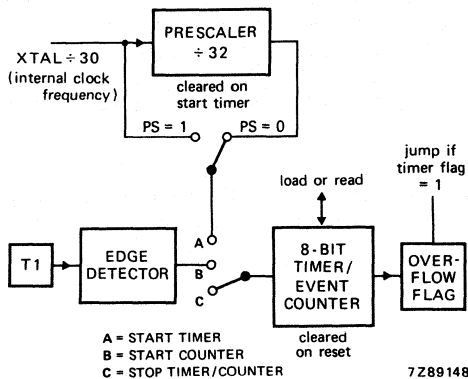 PRESCALER
÷ 32
XTAL ÷ 30
(internal clock
frequency)
cleared on
start timer
PS = 1
PS = 0
jump if
timer flag
= 1
load or read
T1
EDGE
DETECTOR
A
B
C
8-BIT
TIMER/
EVENT
COUNTER
OVER-
FLOW
FLAG
cleared
on reset
A = START TIMER
B = START COUNTER
C = STOP TIMER/COUNTER
7Z89148